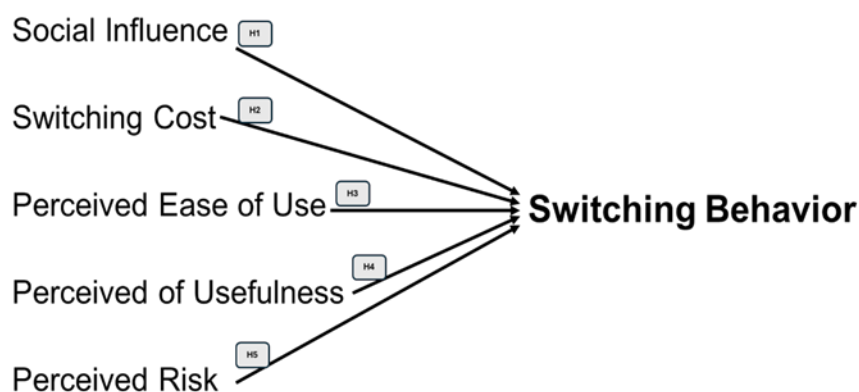 Social Influence H1
Switching Cost H2
Perceived Ease of Use H3
Switching Behavior
Perceived of Usefulness H4
Perceived Risk H5